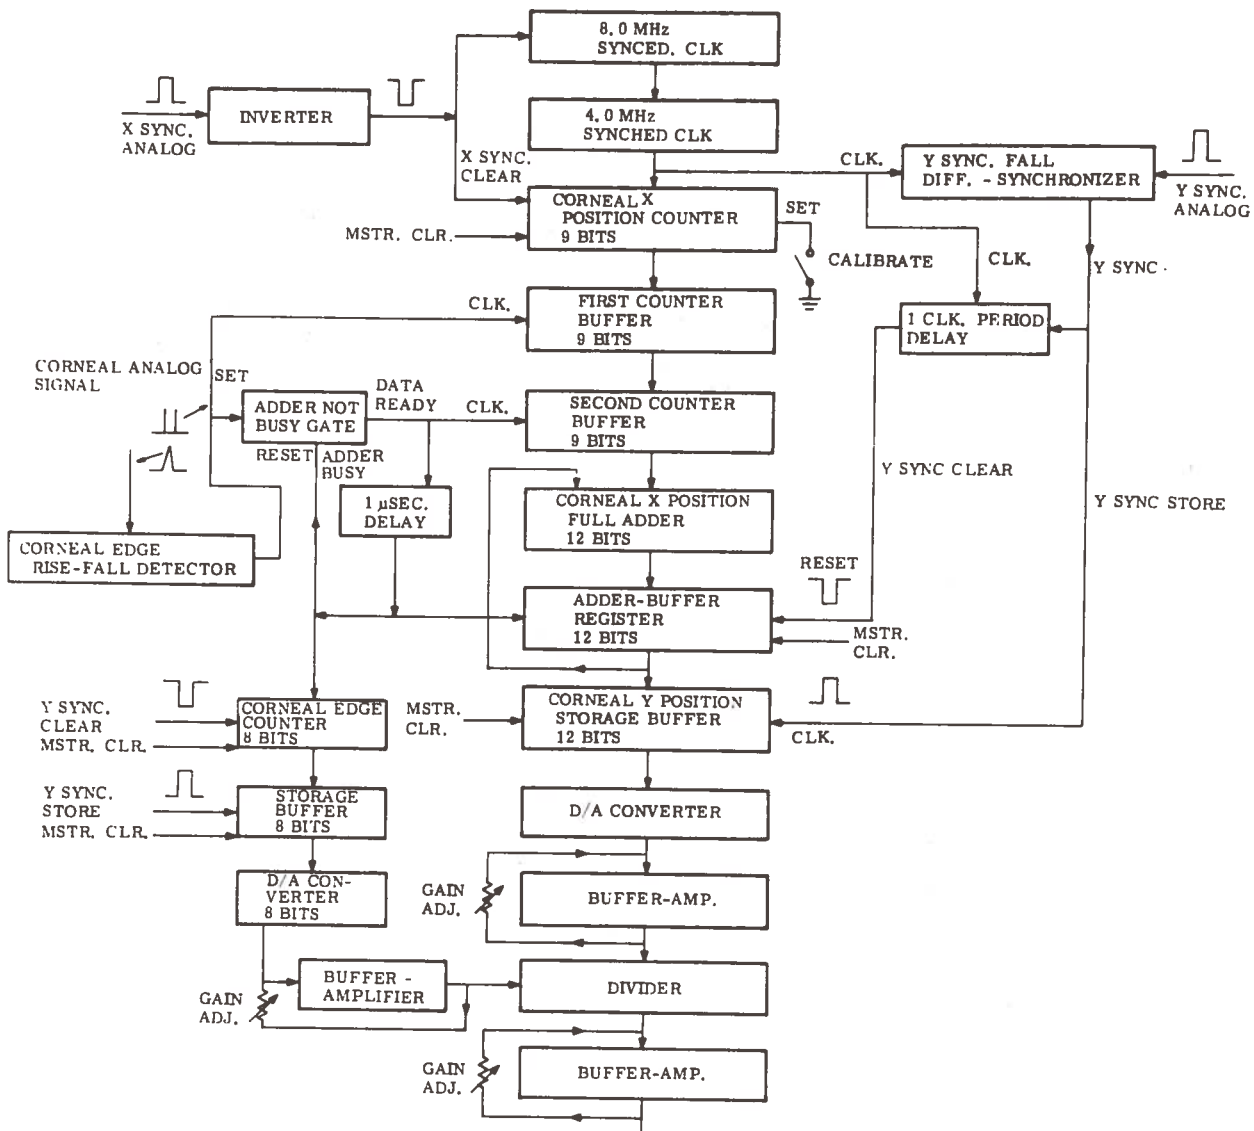 8.0 MHz
SYNCED. CLK
INVERTER
X SYNC.
ANALOG
4.0 MHz
SYNCHED CLK
X SYNC.
CLEAR
CLK.
Y SYNC. FALL
DIFF. - SYNCHRONIZER
Y SYNC.
ANALOG
CORNEAL X
POSITION COUNTER
9 BITS
MSTR. CLR.
SET
CALIBRATE
CLK.
Y SYNC
FIRST COUNTER
BUFFER
9 BITS
CLK.
1 CLK. PERIOD
DELAY
CORNEAL ANALOG
SIGNAL
SET
ADDER NOT
BUSY GATE
DATA
READY
CLK.
SECOND COUNTER
BUFFER
9 BITS
RESET
ADDER
BUSY
1 µSEC.
DELAY
CORNEAL X POSITION
FULL ADDER
12 BITS
Y SYNC CLEAR
Y SYNC STORE
CORNEAL EDGE
RISE-FALL DETECTOR
RESET
ADDER-BUFFER
REGISTER
12 BITS
MSTR.
CLR.
Y SYNC.
CLEAR
MSTR. CLR.
CORNEAL EDGE
COUNTER
8 BITS
MSTR.
CLR.
CORNEAL Y POSITION
STORAGE BUFFER
12 BITS
CLK.
Y SYNC.
STORE
MSTR. CLR.
STORAGE
BUFFER
8 BITS
D/A CONVERTER
D/A CON-
VERTER
8 BITS
GAIN
ADJ.
BUFFER-AMP.
GAIN
ADJ.
BUFFER -
AMPLIFIER
DIVIDER
GAIN
ADJ.
BUFFER-AMP.